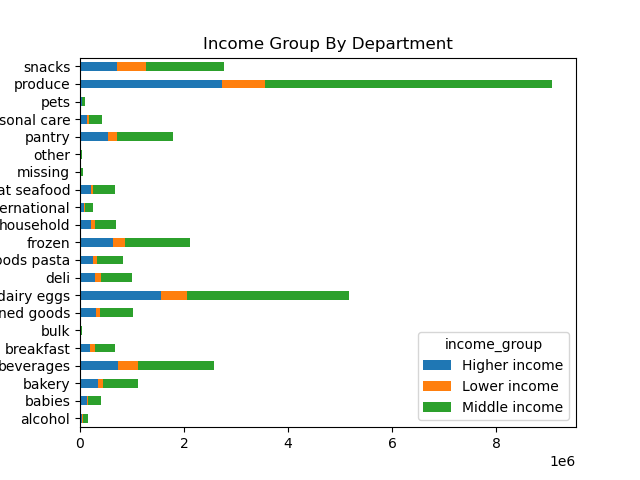 Income Group By Department
snacks
produce
pets
sonal care
pantry
other
missing
at seafood
ernational
household
frozen
oods pasta
deli
dairy eggs
ned goods
bulk
breakfast
beverages
bakery
babies
alcohol
income_group
Higher income
Lower income
Middle income
0 2 4 6 8
1e6